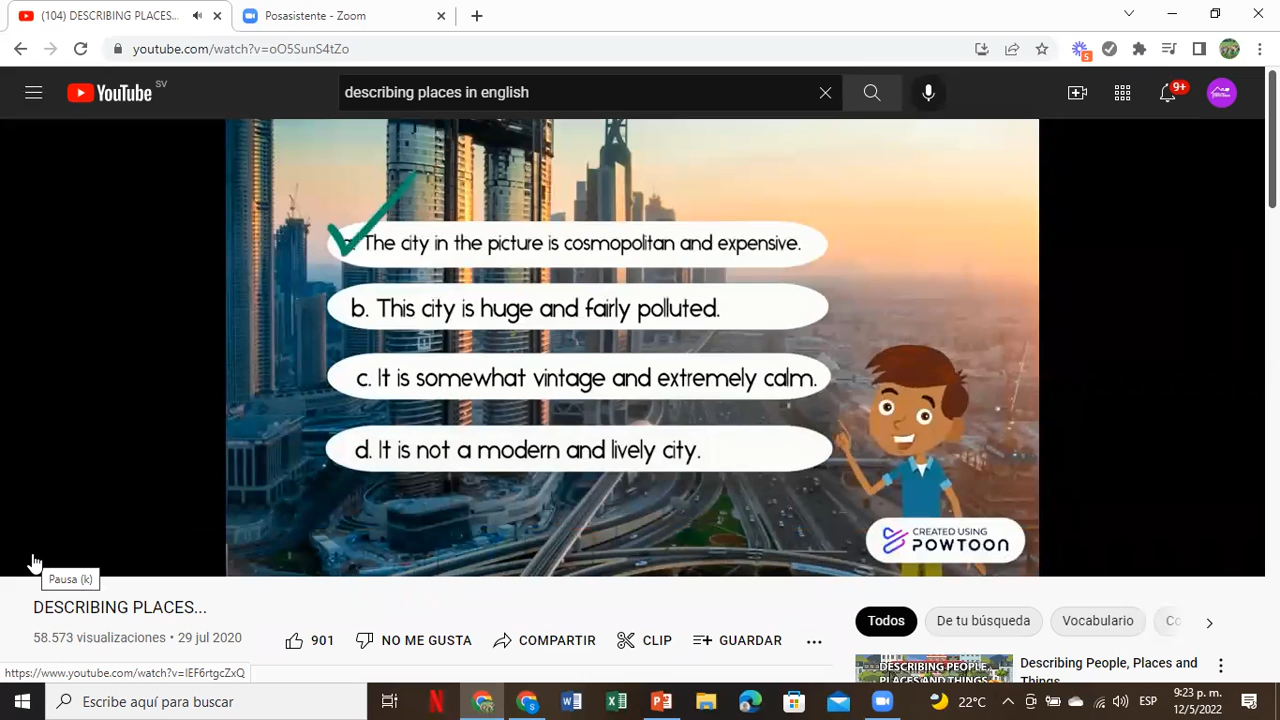 (104) DESCRIBING PLACES...
Posasistente - Zoom
youtube.com/watch?v=oO5SunS4tZo
5
YouTube SV
describing places in english
9+
The city in the picture is cosmopolitan and expensive.
b. This city is huge and fairly polluted.
c. It is somewhat vintage and extremely calm.
d. It is not a modern and lively city.
CREATED USING
POWTOON
Pausa (k)
DESCRIBING PLACES...
58.573 visualizaciones • 29 jul 2020
901
NO ME GUSTA
COMPARTIR
CLIP
GUARDAR
Todos
De tu búsqueda
Vocabulario
Co
https://www.youtube.com/watch?v=IEF6rtgcZxQ
DESCRIBING PEOPLE,
PLACES AND THINGS
Describing People, Places and
Things
Escribe aquí para buscar
22°C
ESP
9:23 p. m.
12/5/2022